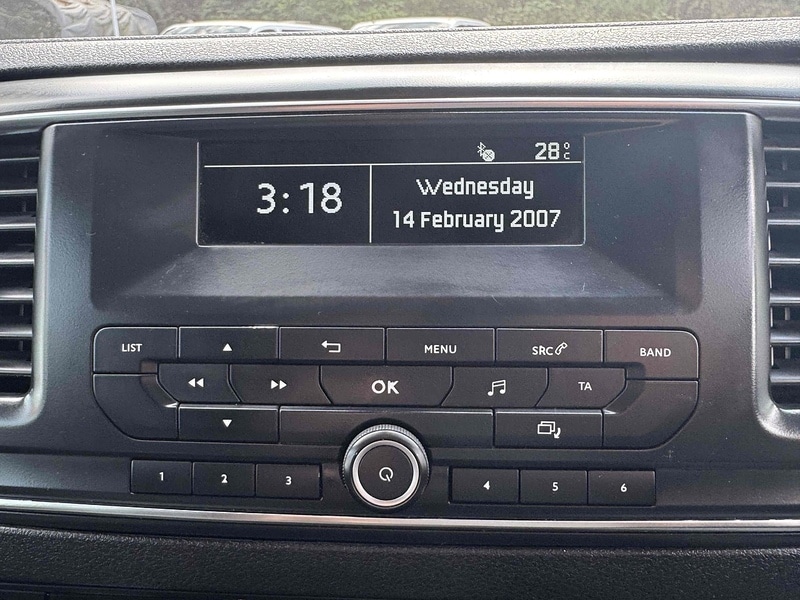 28°C
3:18
Wednesday
14 February 2007
LIST
MENU
SRC
BAND
OK
TA
1 2 3 4 5 6